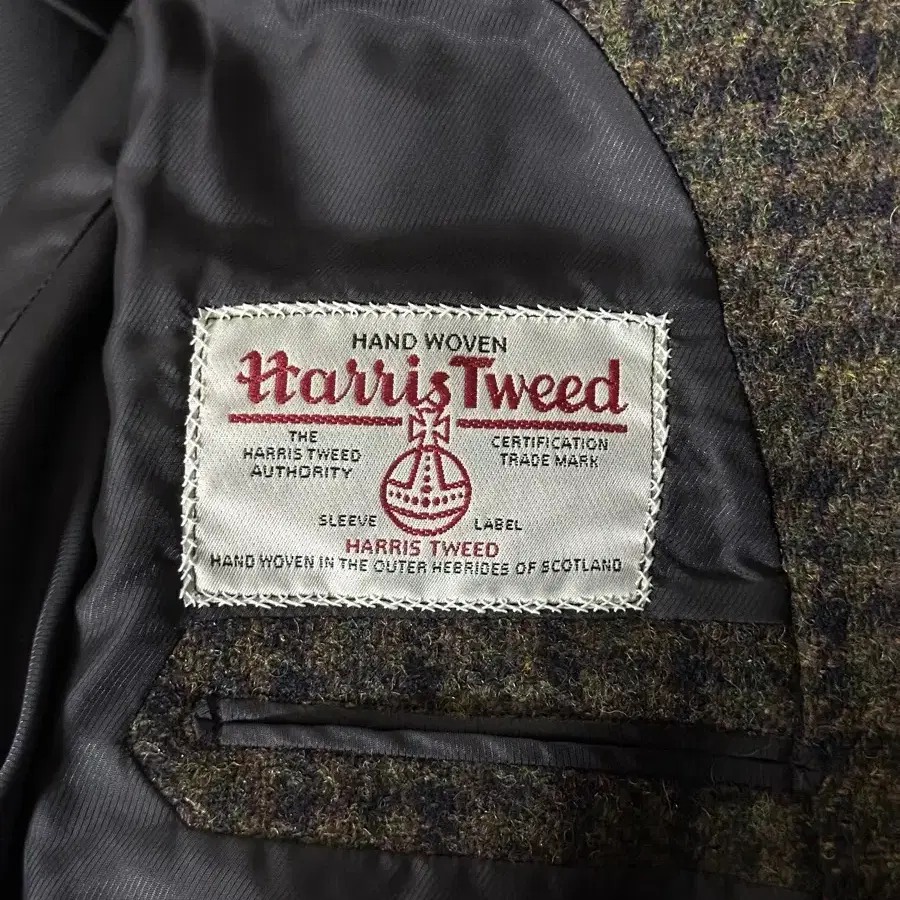 HAND WOVEN
Harris Tweed
THE
HARRIS TWEED
AUTHORITY
CERTIFICATION
TRADE MARK
SLEEVE LABEL
HARRIS TWEED
HAND WOVEN IN THE OUTER HEBRIDES OF SCOTLAND